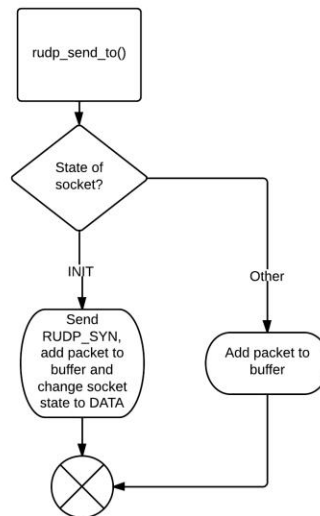 rudp_send_to()
State of
socket?
INIT
Other
Send
RUDP_SYN,
add packet to
buffer and
change socket
state to DATA
Add packet to
buffer